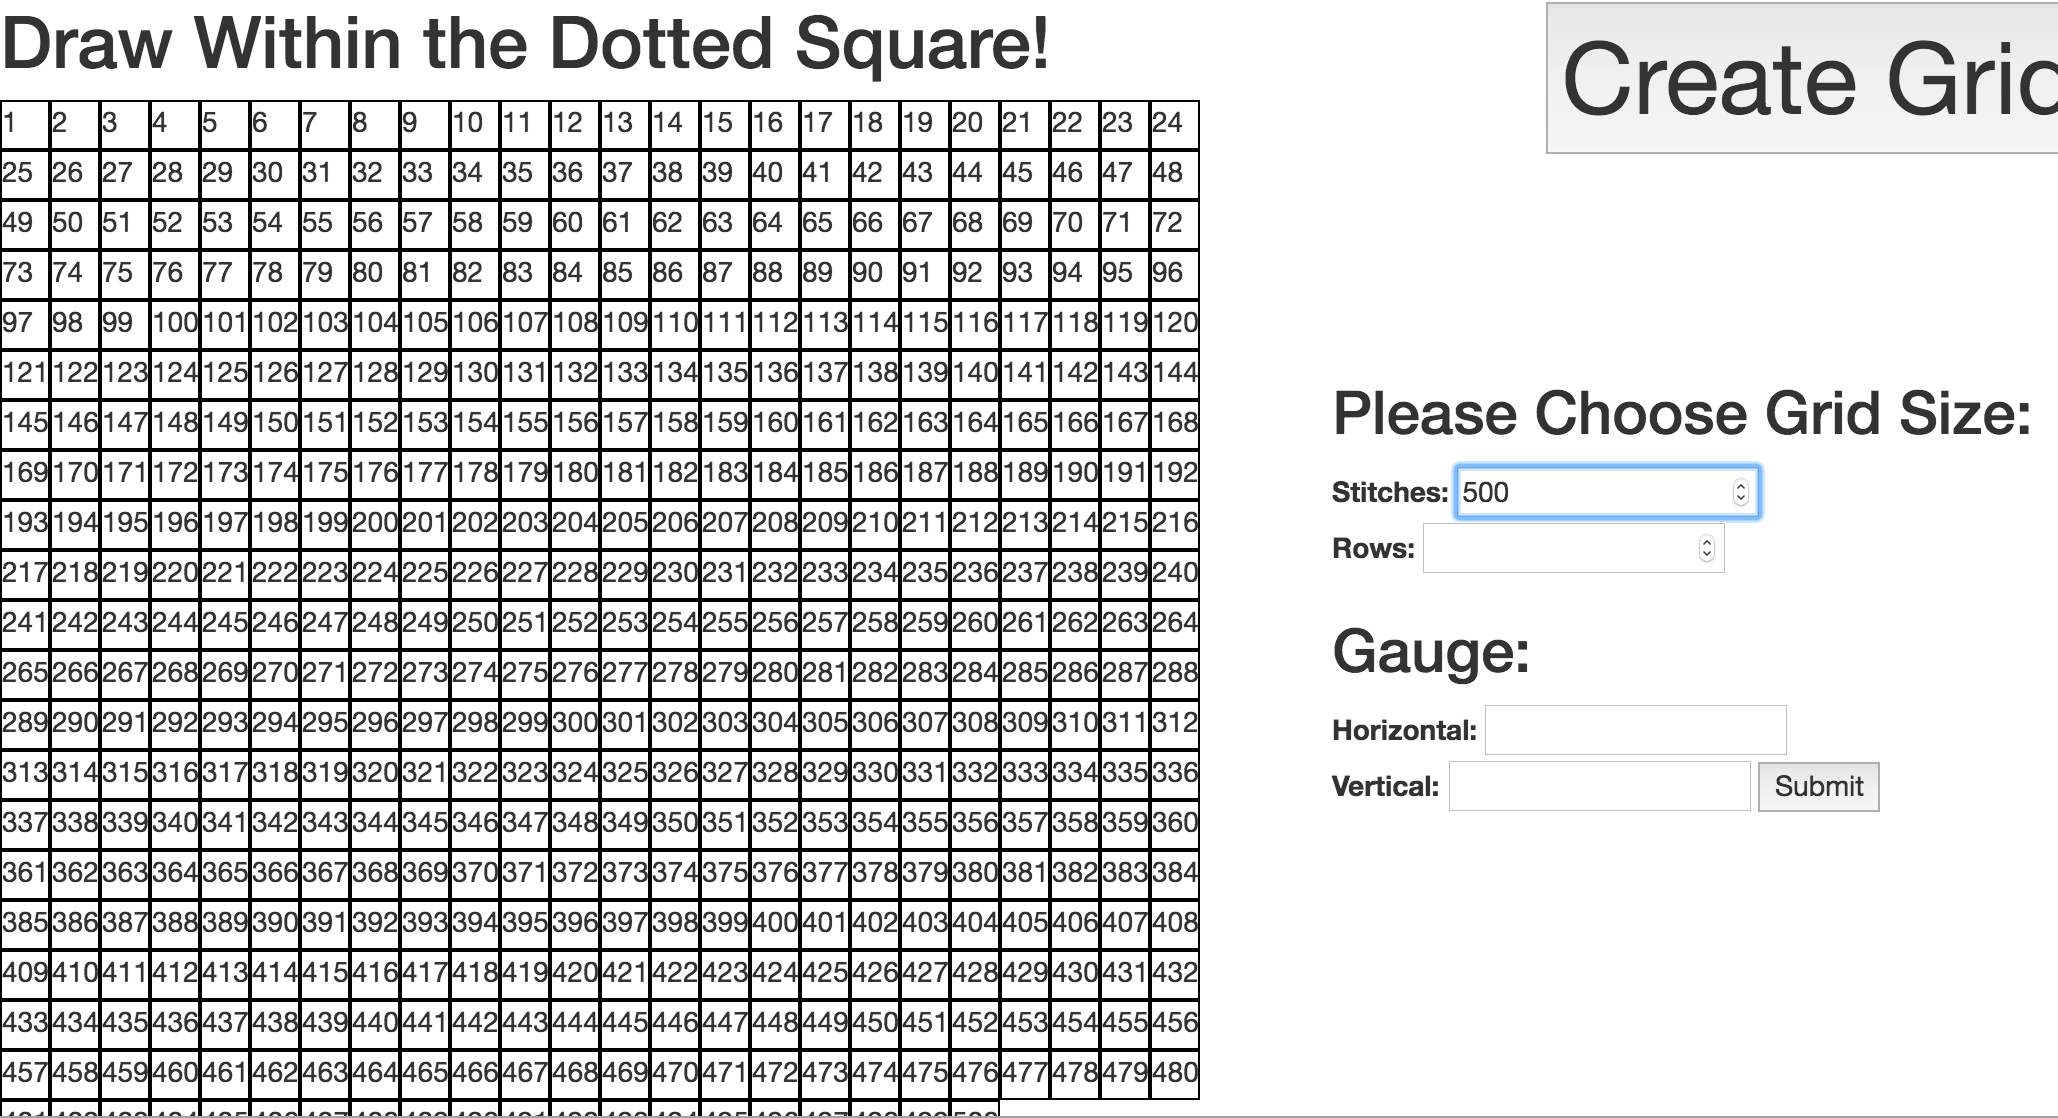 Draw Within the Dotted Square!
Create Grid
1 2 3 4 5 6 7 8 9 10 11 12 13 14 15 16 17 18 19 20 21 22 23 24
25 26 27 28 29 30 31 32 33 34 35 36 37 38 39 40 41 42 43 44 45 46 47 48
49 50 51 52 53 54 55 56 57 58 59 60 61 62 63 64 65 66 67 68 69 70 71 72
73 74 75 76 77 78 79 80 81 82 83 84 85 86 87 88 89 90 91 92 93 94 95 96
97 98 99 100 101 102 103 104 105 106 107 108 109 110 111 112 113 114 115 116 117 118 119 120
121 122 123 124 125 126 127 128 129 130 131 132 133 134 135 136 137 138 139 140 141 142 143 144
145 146 147 148 149 150 151 152 153 154 155 156 157 158 159 160 161 162 163 164 165 166 167 168
169 170 171 172 173 174 175 176 177 178 179 180 181 182 183 184 185 186 187 188 189 190 191 192
193 194 195 196 197 198 199 200 201 202 203 204 205 206 207 208 209 210 211 212 213 214 215 216
217 218 219 220 221 222 223 224 225 226 227 228 229 230 231 232 233 234 235 236 237 238 239 240
241 242 243 244 245 246 247 248 249 250 251 252 253 254 255 256 257 258 259 260 261 262 263 264
265 266 267 268 269 270 271 272 273 274 275 276 277 278 279 280 281 282 283 284 285 286 287 288
289 290 291 292 293 294 295 296 297 298 299 300 301 302 303 304 305 306 307 308 309 310 311 312
313 314 315 316 317 318 319 320 321 322 323 324 325 326 327 328 329 330 331 332 333 334 335 336
337 338 339 340 341 342 343 344 345 346 347 348 349 350 351 352 353 354 355 356 357 358 359 360
361 362 363 364 365 366 367 368 369 370 371 372 373 374 375 376 377 378 379 380 381 382 383 384
385 386 387 388 389 390 391 392 393 394 395 396 397 398 399 400 401 402 403 404 405 406 407 408
409 410 411 412 413 414 415 416 417 418 419 420 421 422 423 424 425 426 427 428 429 430 431 432
433 434 435 436 437 438 439 440 441 442 443 444 445 446 447 448 449 450 451 452 453 454 455 456
457 458 459 460 461 462 463 464 465 466 467 468 469 470 471 472 473 474 475 476 477 478 479 480
Please Choose Grid Size:
Stitches: 500
Rows:
Gauge:
Horizontal:
Vertical: Submit